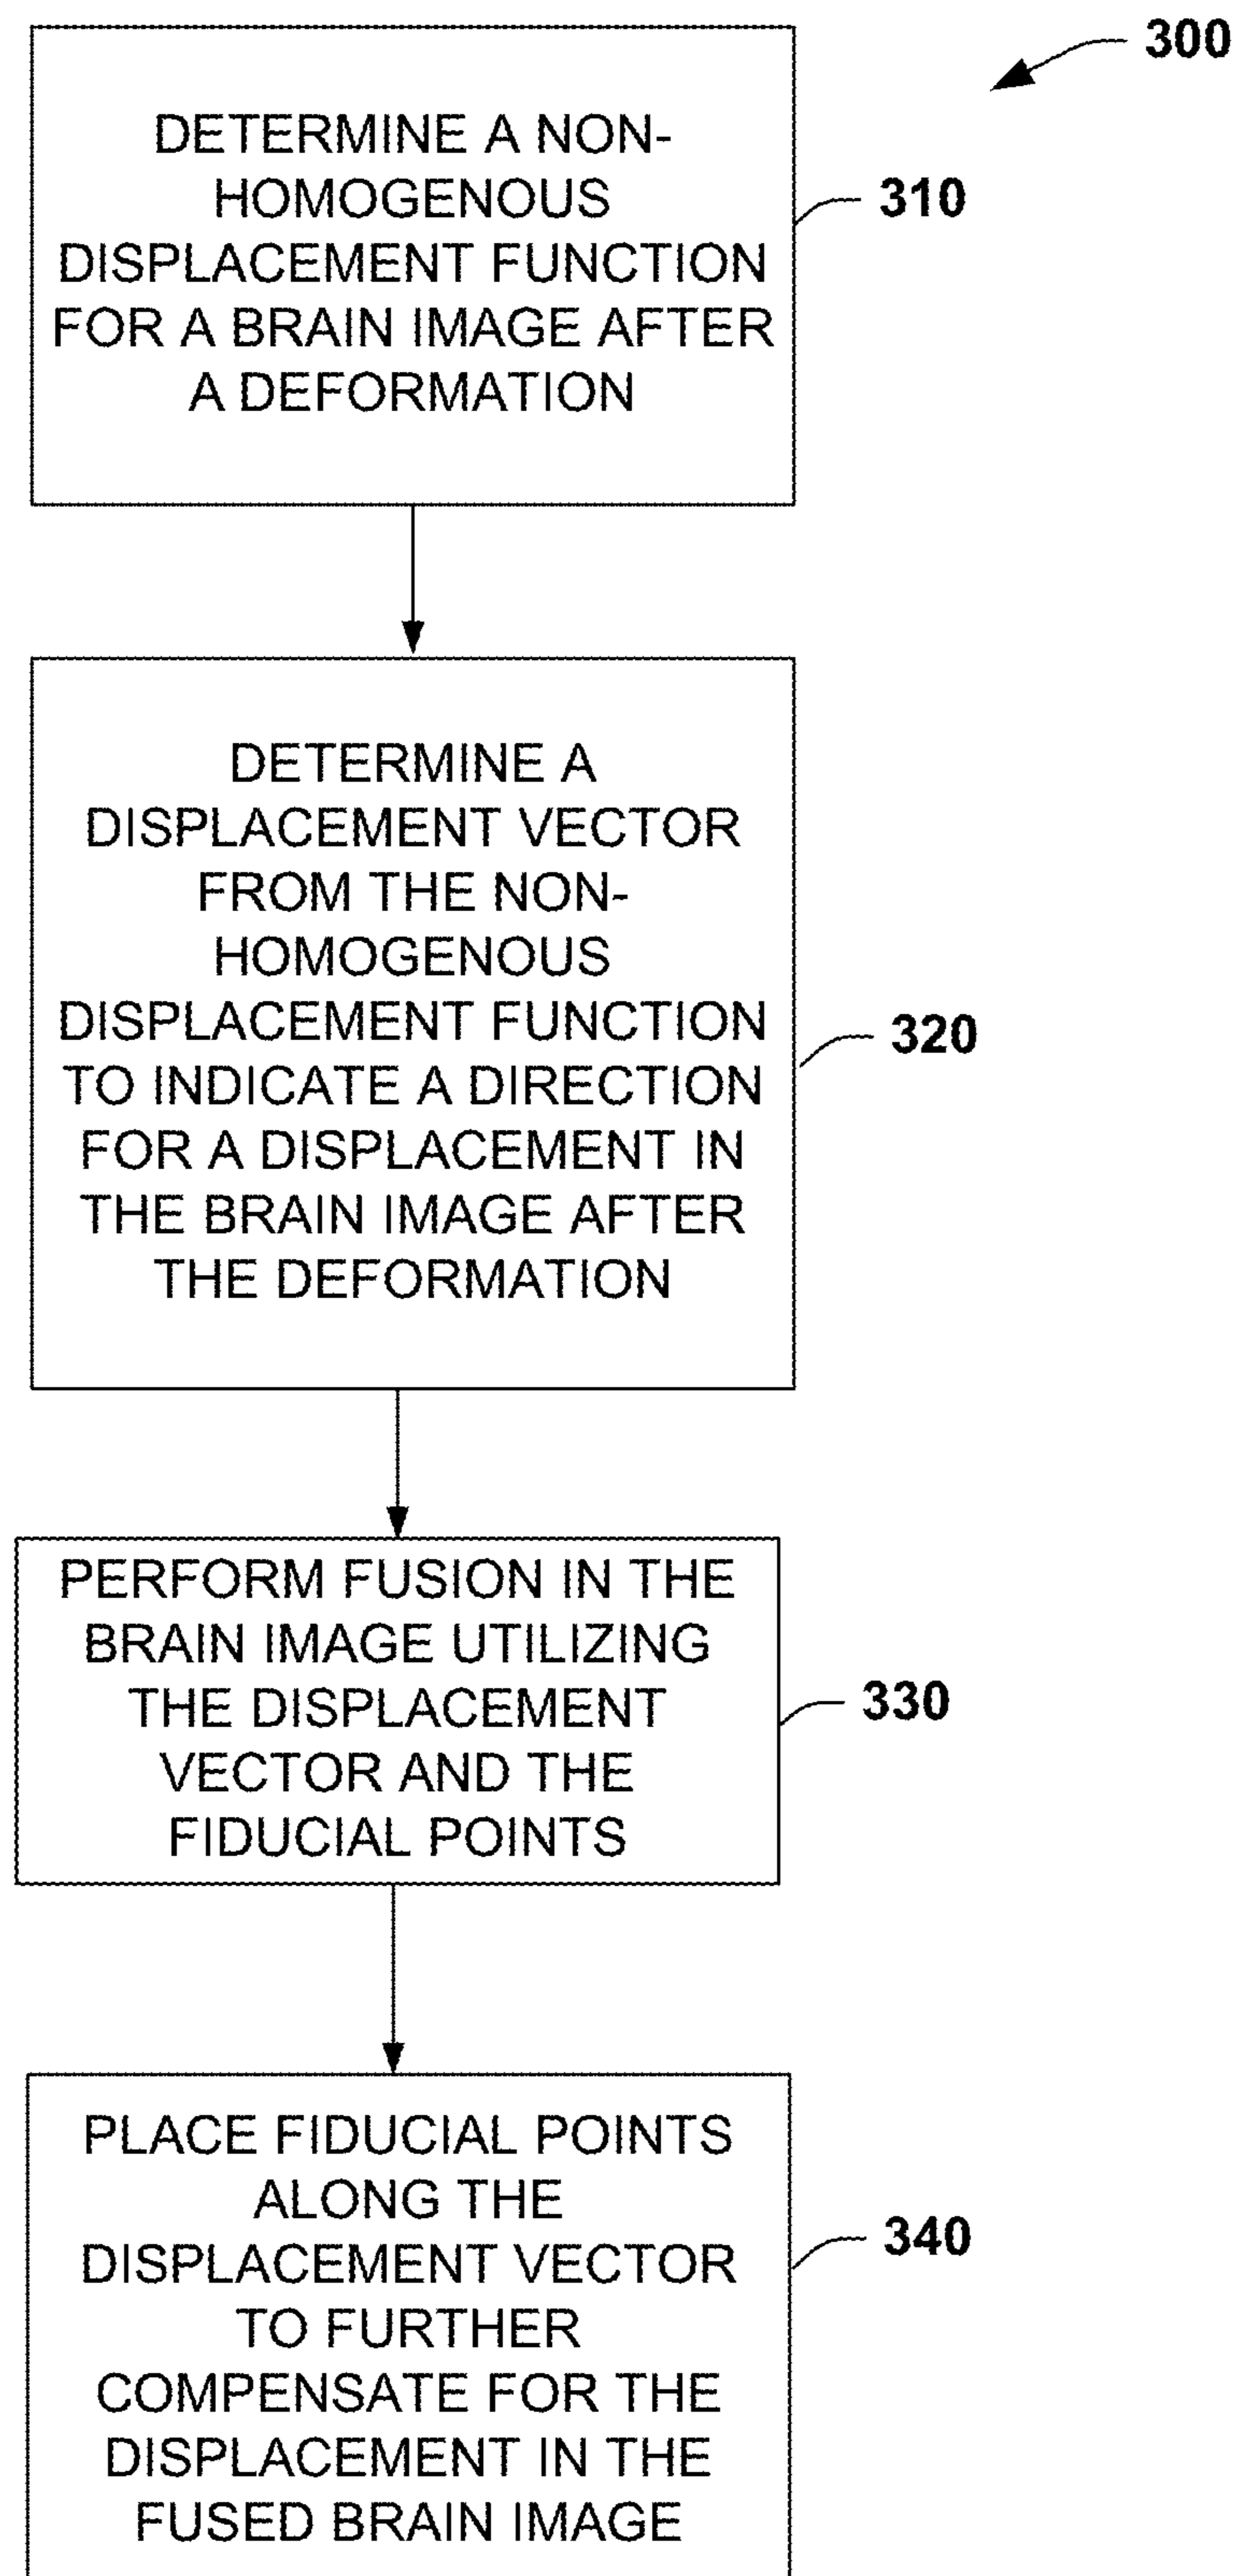 300
DETERMINE A NON-
HOMOGENOUS
DISPLACEMENT FUNCTION
FOR A BRAIN IMAGE AFTER
A DEFORMATION
310
DETERMINE A
DISPLACEMENT VECTOR
FROM THE NON-
HOMOGENOUS
DISPLACEMENT FUNCTION
TO INDICATE A DIRECTION
FOR A DISPLACEMENT IN
THE BRAIN IMAGE AFTER
THE DEFORMATION
320
PERFORM FUSION IN THE
BRAIN IMAGE UTILIZING
THE DISPLACEMENT
VECTOR AND THE
FIDUCIAL POINTS
330
PLACE FIDUCIAL POINTS
ALONG THE
DISPLACEMENT VECTOR
TO FURTHER
COMPENSATE FOR THE
DISPLACEMENT IN THE
FUSED BRAIN IMAGE
340